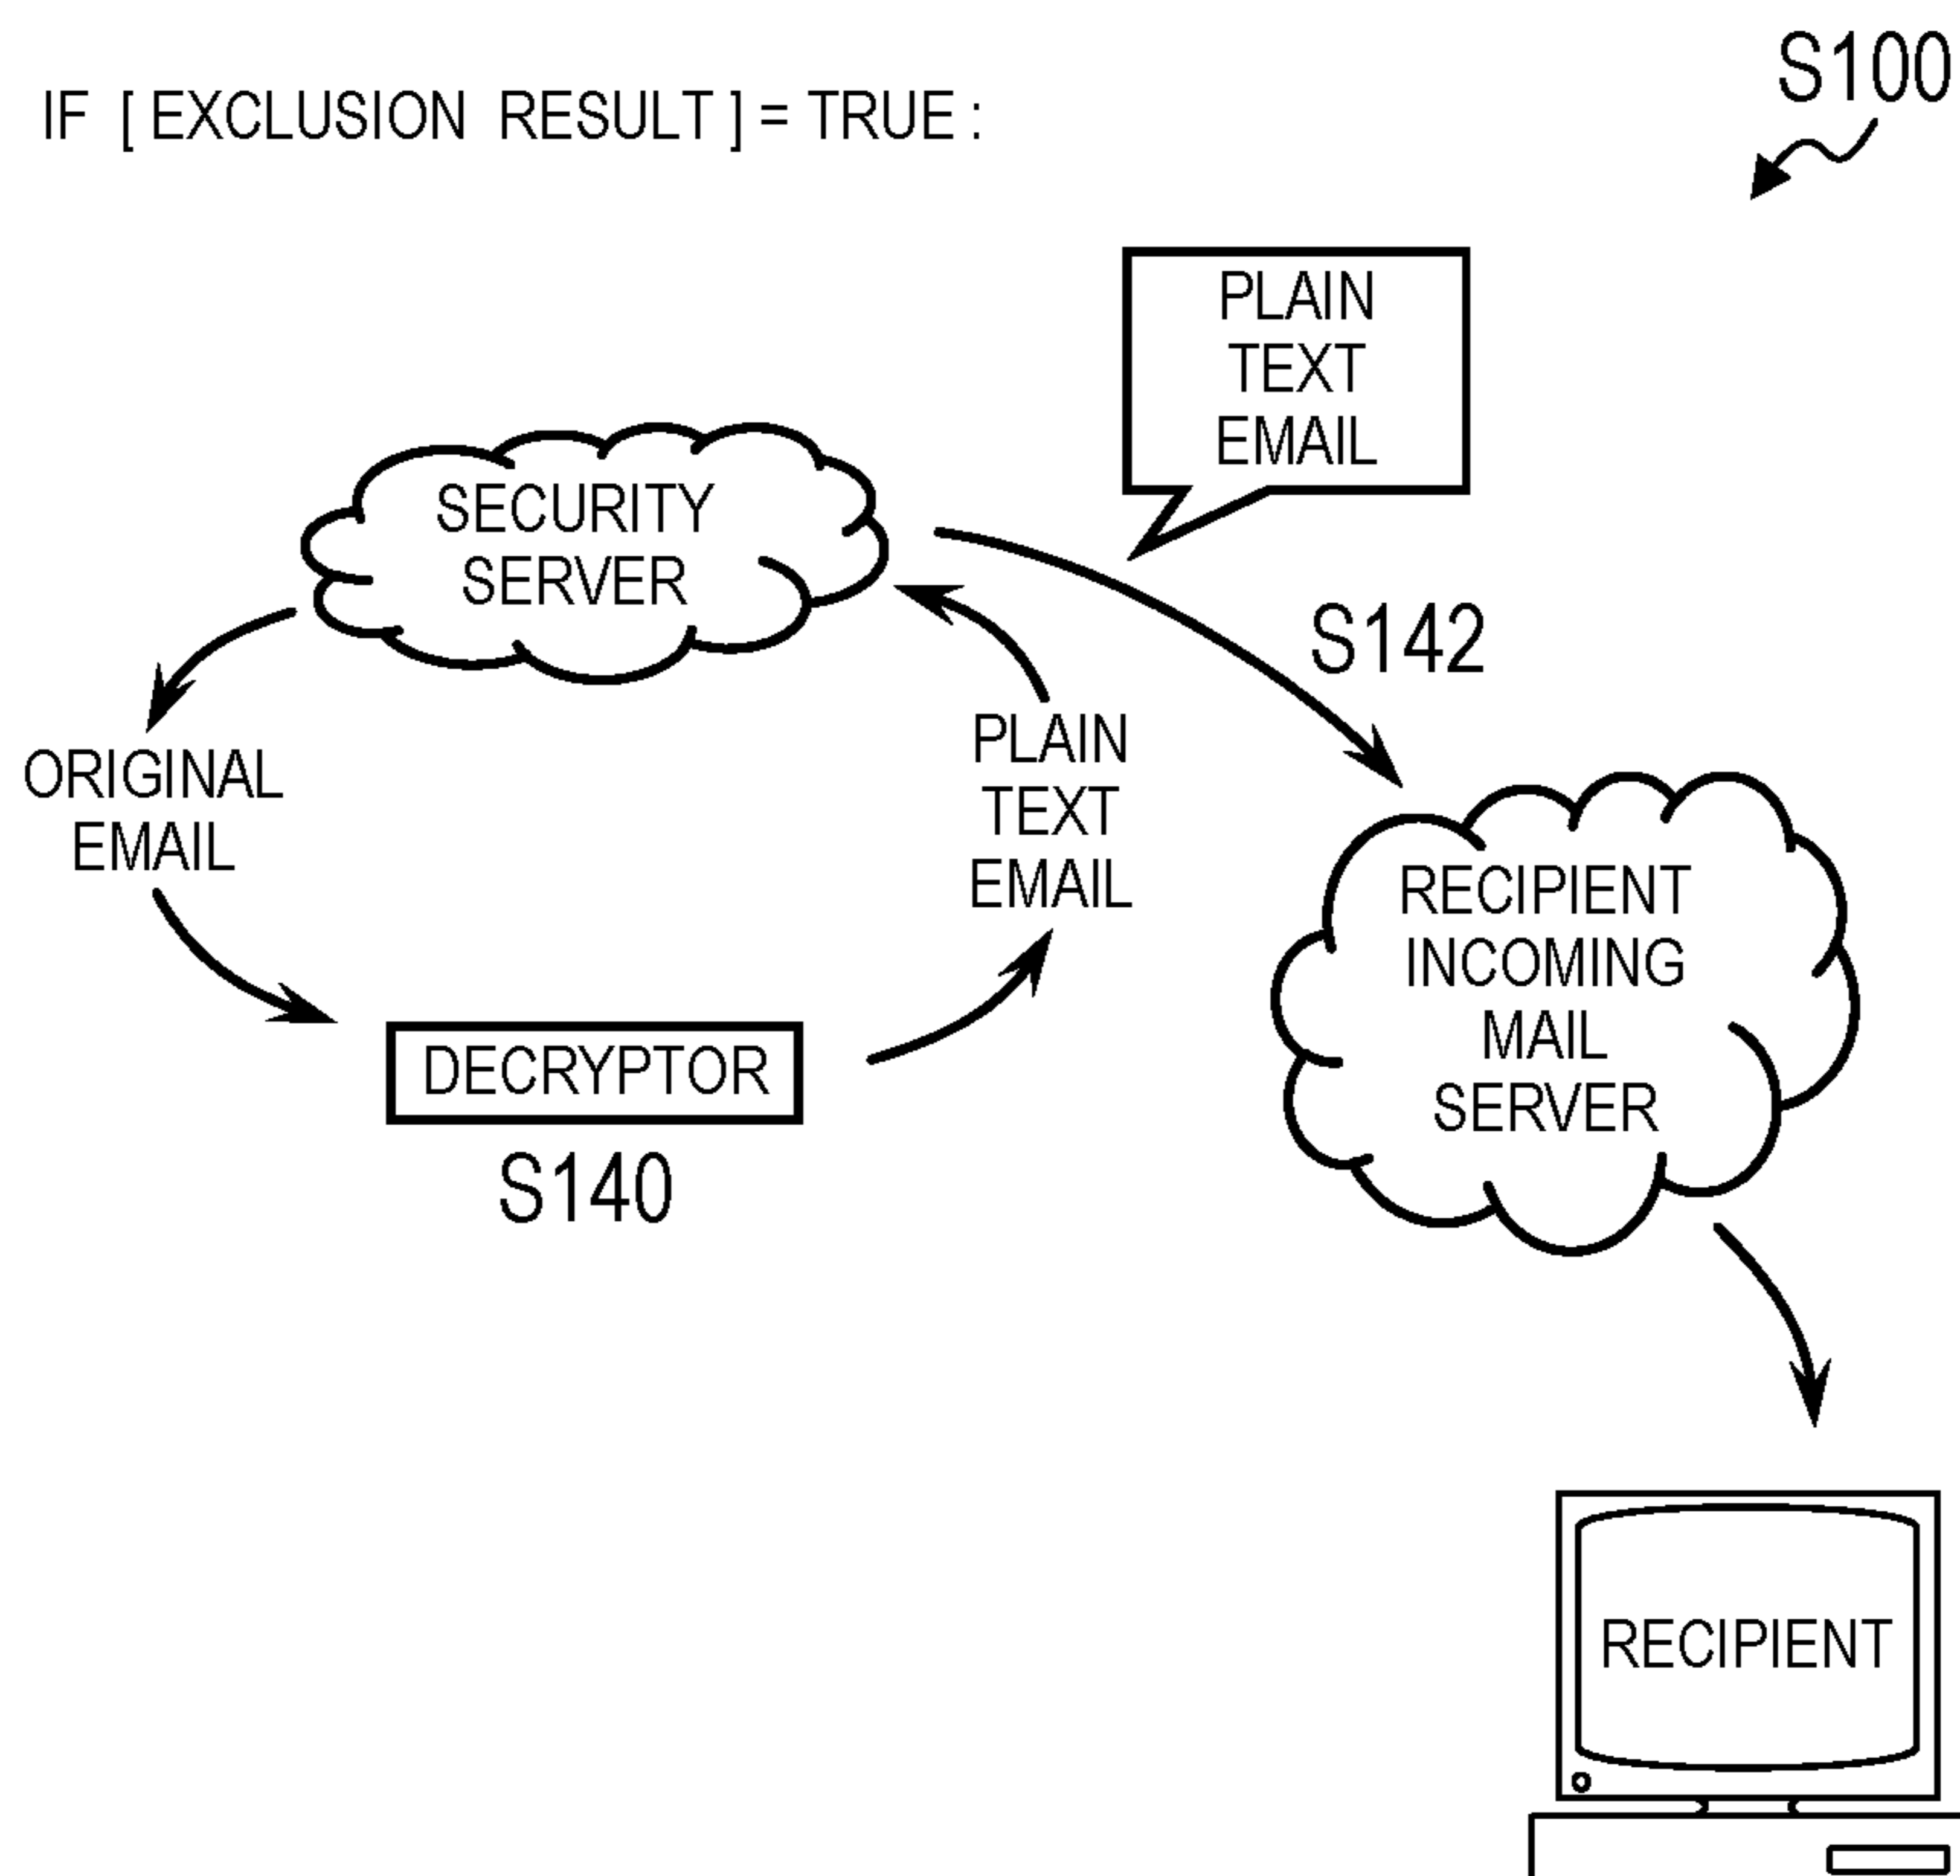 S100
IF [ EXCLUSION RESULT ] = TRUE :
PLAIN
TEXT
EMAIL
SECURITY
SERVER
S142
ORIGINAL
EMAIL
PLAIN
TEXT
EMAIL
RECIPIENT
INCOMING
MAIL
SERVER
DECRYPTOR
S140
RECIPIENT